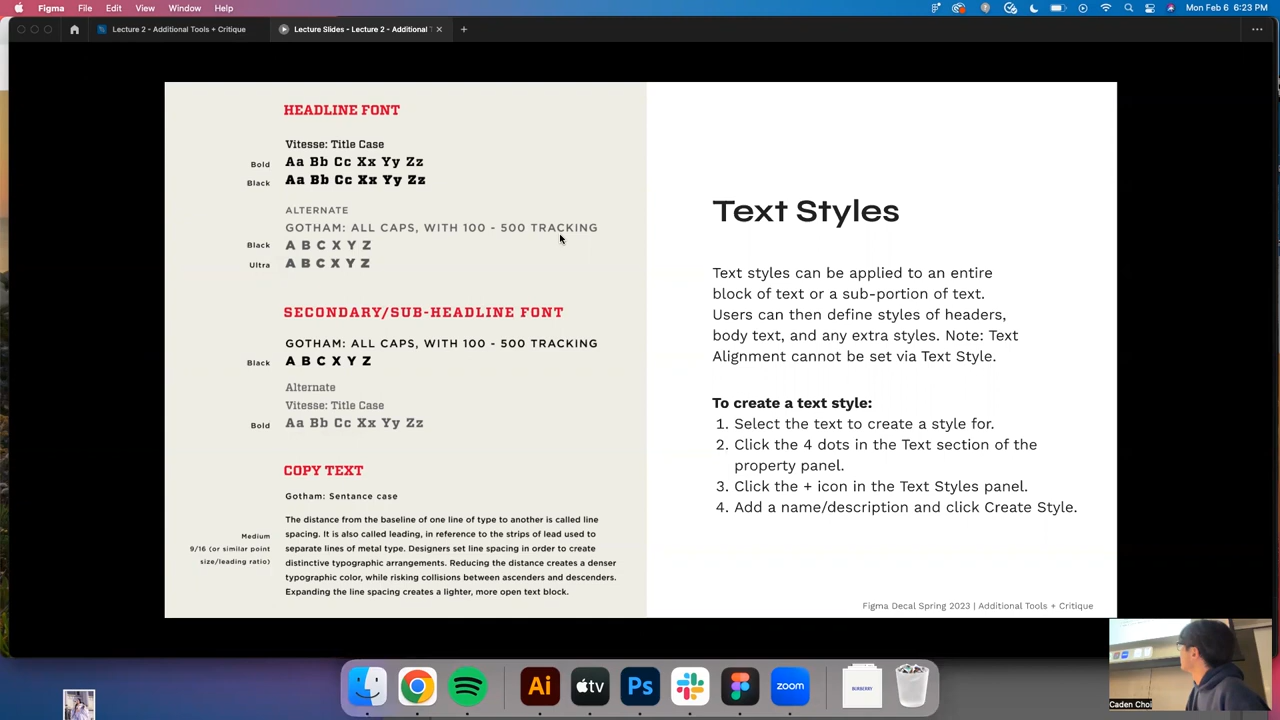 Figma File Edit View Window Help Mon Feb 6 6:23 PM
Lecture 2 - Additional Tools + Critique
Lecture Slides - Lecture 2 - Additional
HEADLINE FONT
Vitesse: Title Case
Bold Aa Bb Cc Xx Yy Zz
Black Aa Bb Cc Xx Yy Zz
ALTERNATE
GOTHAM: ALL CAPS, WITH 100 - 500 TRACKING
Black A B C X Y Z
Ultra A B C X Y Z
SECONDARY/SUB-HEADLINE FONT
GOTHAM: ALL CAPS, WITH 100 - 500 TRACKING
Black A B C X Y Z
Alternate
Vitesse: Title Case
Bold Aa Bb Cc Xx Yy Zz
COPY TEXT
Gotham: Sentance case
Medium
9/16 (or similar point
size/leading ratio)
The distance from the baseline of one line of type to another is called line
spacing. It is also called leading, in reference to the strips of lead used to
separate lines of metal type. Designers set line spacing in order to create
distinctive typographic arrangements. Reducing the distance creates a denser
typographic color, while risking collisions between ascenders and descenders.
Expanding the line spacing creates a lighter, more open text block.
Text Styles
Text styles can be applied to an entire
block of text or a sub-portion of text.
Users can then define styles of headers,
body text, and any extra styles. Note: Text
Alignment cannot be set via Text Style.
To create a text style:
1. Select the text to create a style for.
2. Click the 4 dots in the Text section of the
property panel.
3. Click the + icon in the Text Styles panel.
4. Add a name/description and click Create Style.
Figma Decal Spring 2023 | Additional Tools + Critique
Caden Choi
Ai
tv
Ps
BURBERRY
zoom